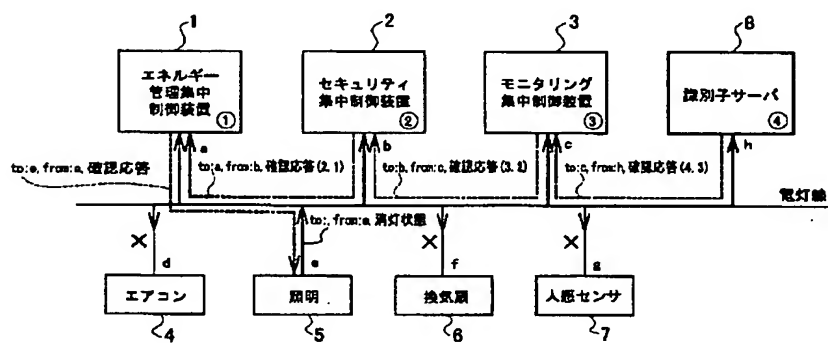 1
2
3
8
エネルギー
管理集中
制御装置
①
セキュリティ
集中制御装置
②
モニタリング
集中制御装置
③
識別子サーバ
④
a
b
c
h
to:e, from:a, 確認応答
to:a, from:b, 確認応答(2, 1)
to:b, from:c, 確認応答(3, 2)
to:c, from:h, 確認応答(4, 3)
電灯線
to:, from:e, 消灯状態
×
×
×
d
e
f
g
エアコン
照明
換気扇
人感センサ
4
5
6
7